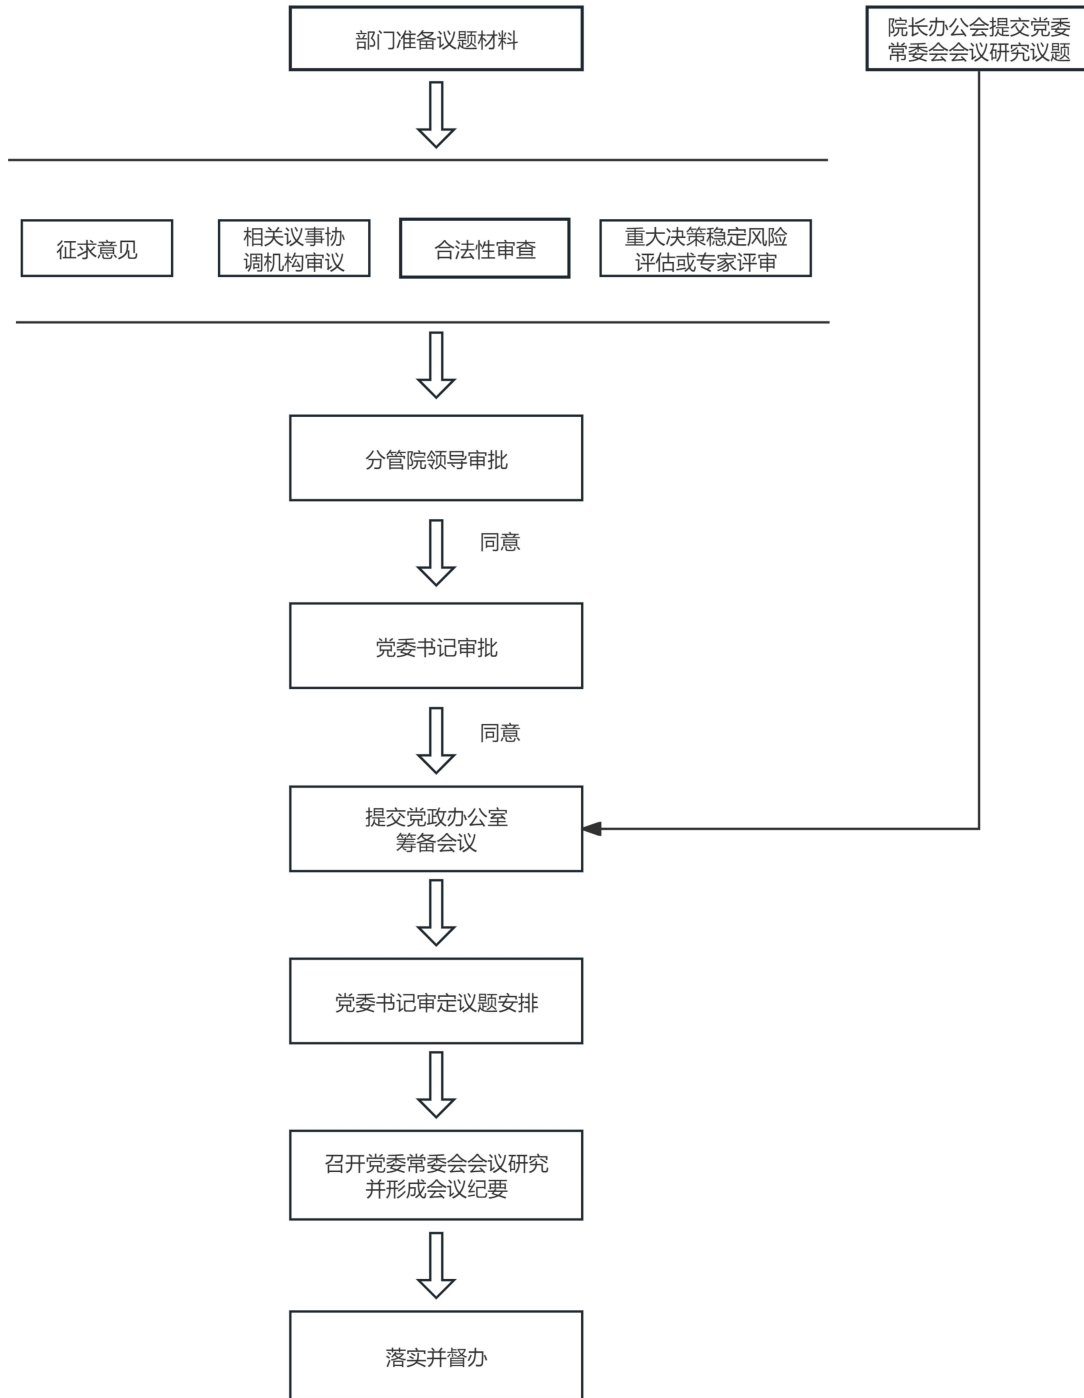 部门准备议题材料
院长办公会提交党委
常委会会议研究议题
征求意见
相关议事协
调机构审议
合法性审查
重大决策稳定风险
评估或专家评审
分管院领导审批
同意
党委书记审批
同意
提交党政办公室
筹备会议
党委书记审定议题安排
召开党委常委会会议研究
并形成会议纪要
落实并督办